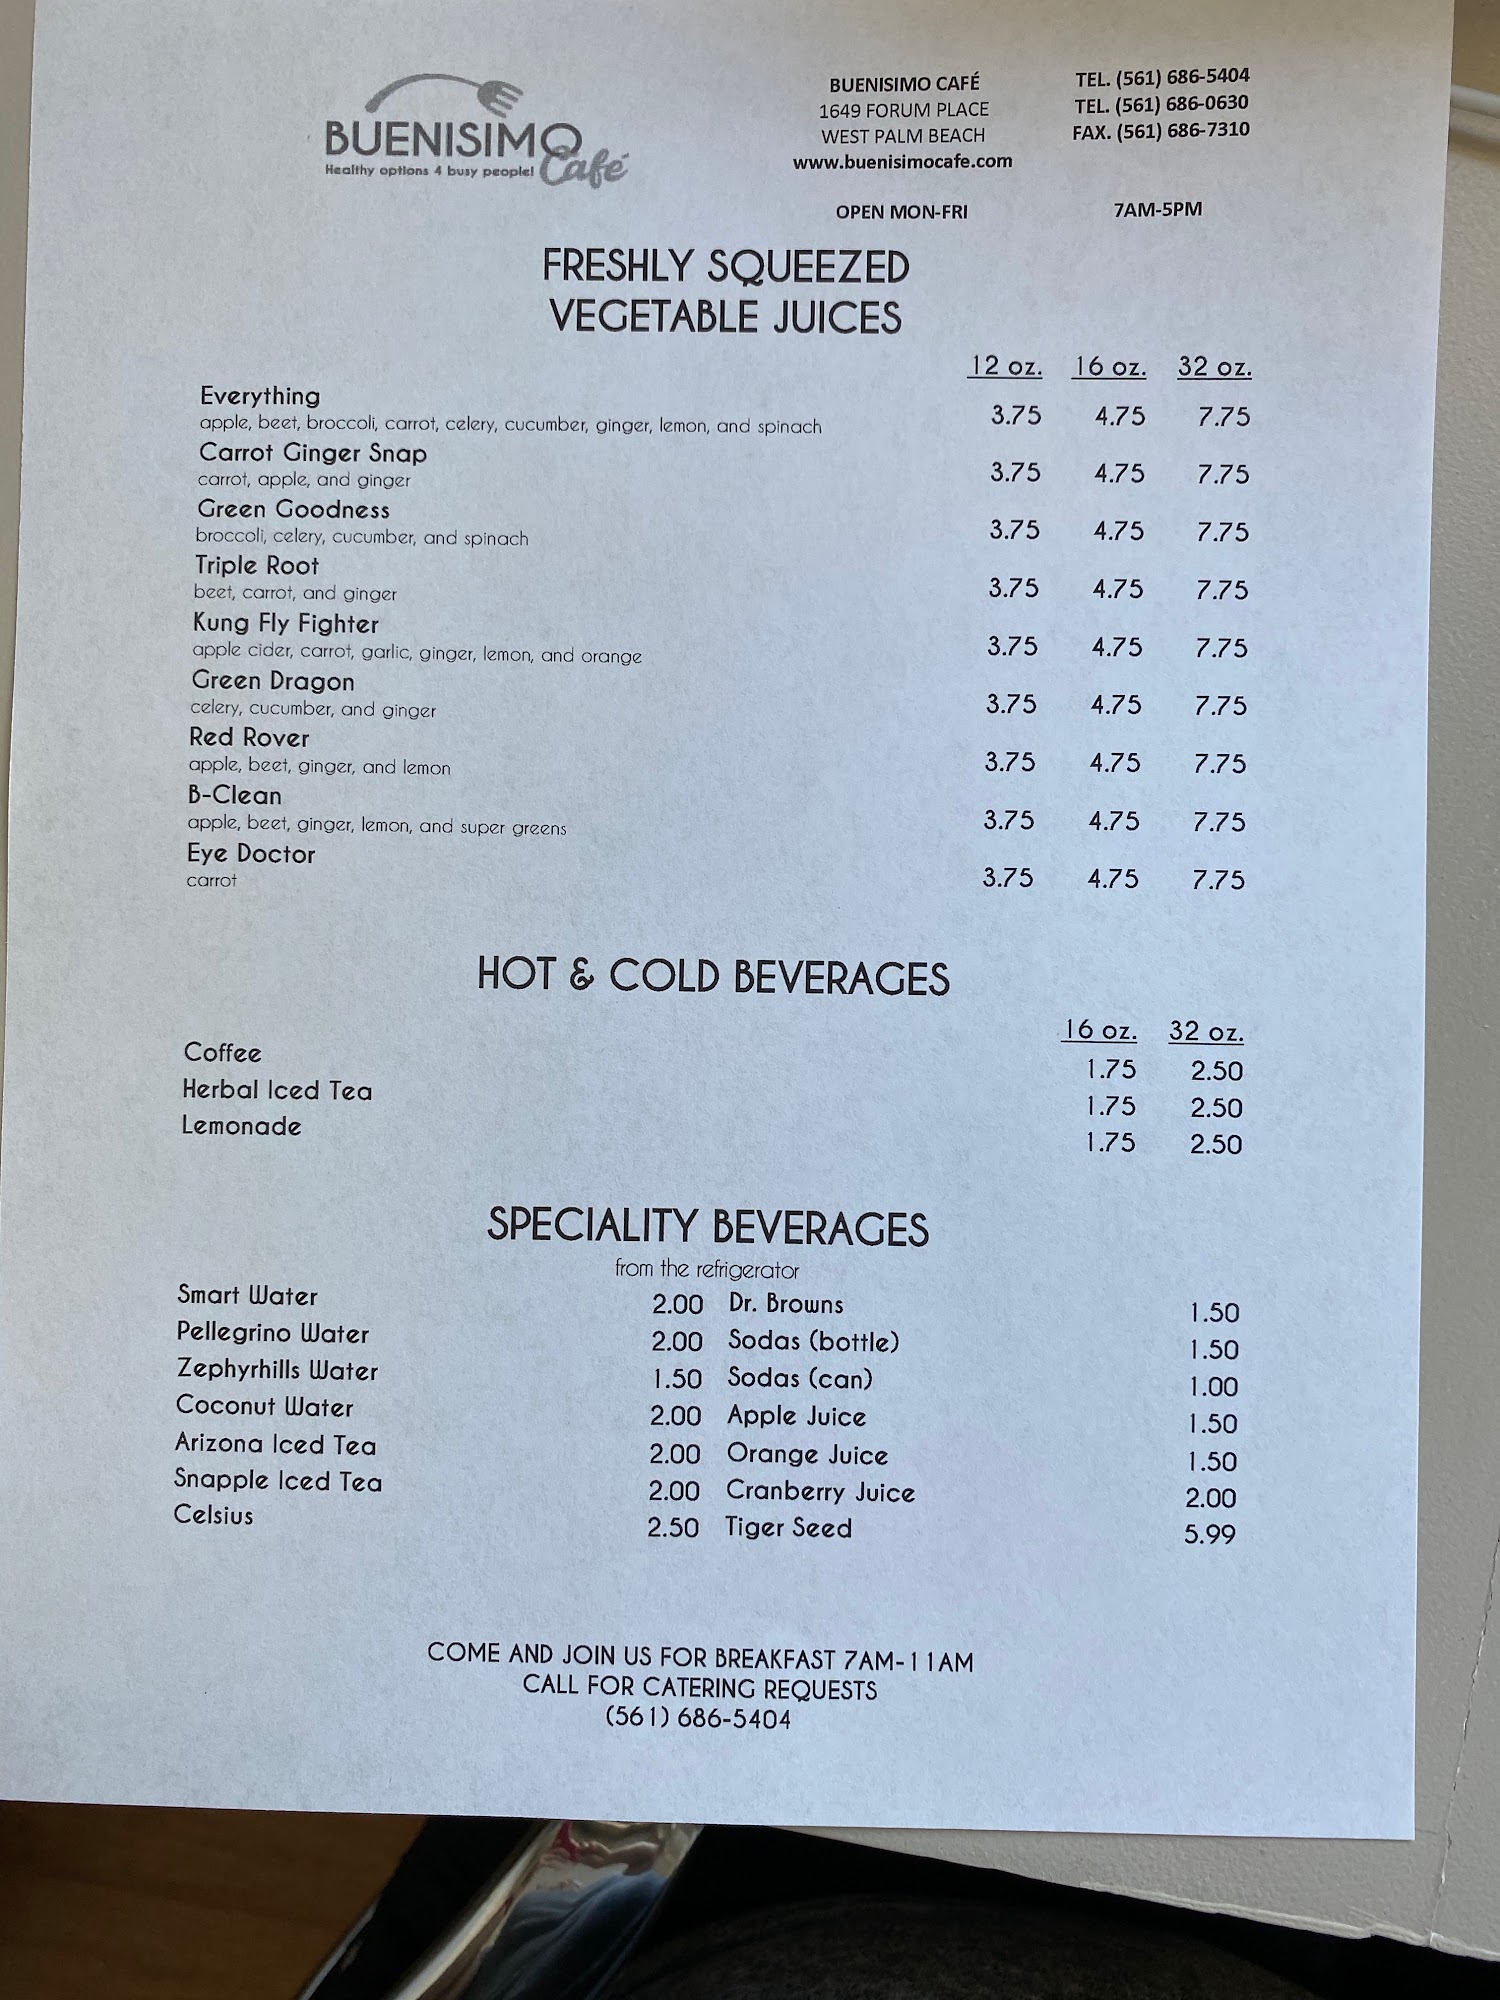 BUENISIMO Café
Healthy options 4 busy people!
BUENISIMO CAFÉ
1649 FORUM PLACE
WEST PALM BEACH
www.buenisimocafe.com
TEL. (561) 686-5404
TEL. (561) 686-0630
FAX. (561) 686-7310
OPEN MON-FRI 7AM-5PM
FRESHLY SQUEEZED
VEGETABLE JUICES
12 oz. 16 oz. 32 oz.
Everything
apple, beet, broccoli, carrot, celery, cucumber, ginger, lemon, and spinach 3.75 4.75 7.75
Carrot Ginger Snap
carrot, apple, and ginger 3.75 4.75 7.75
Green Goodness
broccoli, celery, cucumber, and spinach 3.75 4.75 7.75
Triple Root
beet, carrot, and ginger 3.75 4.75 7.75
Kung Fly Fighter
apple cider, carrot, garlic, ginger, lemon, and orange 3.75 4.75 7.75
Green Dragon
celery, cucumber, and ginger 3.75 4.75 7.75
Red Rover
apple, beet, ginger, and lemon 3.75 4.75 7.75
B-Clean
apple, beet, ginger, lemon, and super greens 3.75 4.75 7.75
Eye Doctor
carrot 3.75 4.75 7.75
HOT & COLD BEVERAGES
16 oz. 32 oz.
Coffee 1.75 2.50
Herbal Iced Tea 1.75 2.50
Lemonade 1.75 2.50
SPECIALITY BEVERAGES
from the refrigerator
Smart Water 2.00 Dr. Browns 1.50
Pellegrino Water 2.00 Sodas (bottle) 1.50
Zephyrhills Water 1.50 Sodas (can) 1.00
Coconut Water 2.00 Apple Juice 1.50
Arizona Iced Tea 2.00 Orange Juice 1.50
Snapple Iced Tea 2.00 Cranberry Juice 2.00
Celsius 2.50 Tiger Seed 5.99
COME AND JOIN US FOR BREAKFAST 7AM-11AM
CALL FOR CATERING REQUESTS
(561) 686-5404